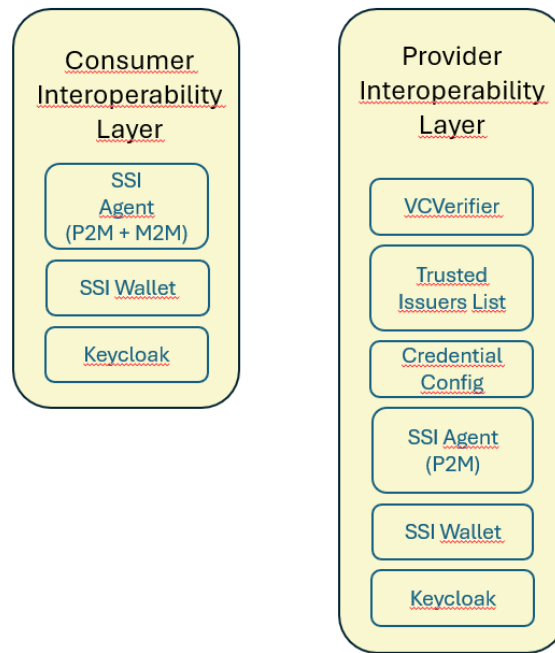 Consumer
Interoperability
Layer
SSI
Agent
(P2M + M2M)
SSI Wallet
Keycloak
Provider
Interoperability
Layer
VCVerifier
Trusted
Issuers List
Credential
Config
SSI Agent
(P2M)
SSI Wallet
Keycloak